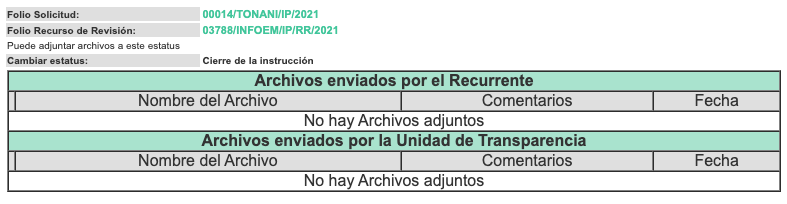 Folio Solicitud: 00014/TONANI/IP/2021
Folio Recurso de Revisión: 03788/INFOEM/IP/RR/2021
Puede adjuntar archivos a este estatus
Cambiar estatus: Cierre de la instrucción
Archivos enviados por el Recurrente
Nombre del Archivo Comentarios Fecha
No hay Archivos adjuntos
Archivos enviados por la Unidad de Transparencia
Nombre del Archivo Comentarios Fecha
No hay Archivos adjuntos